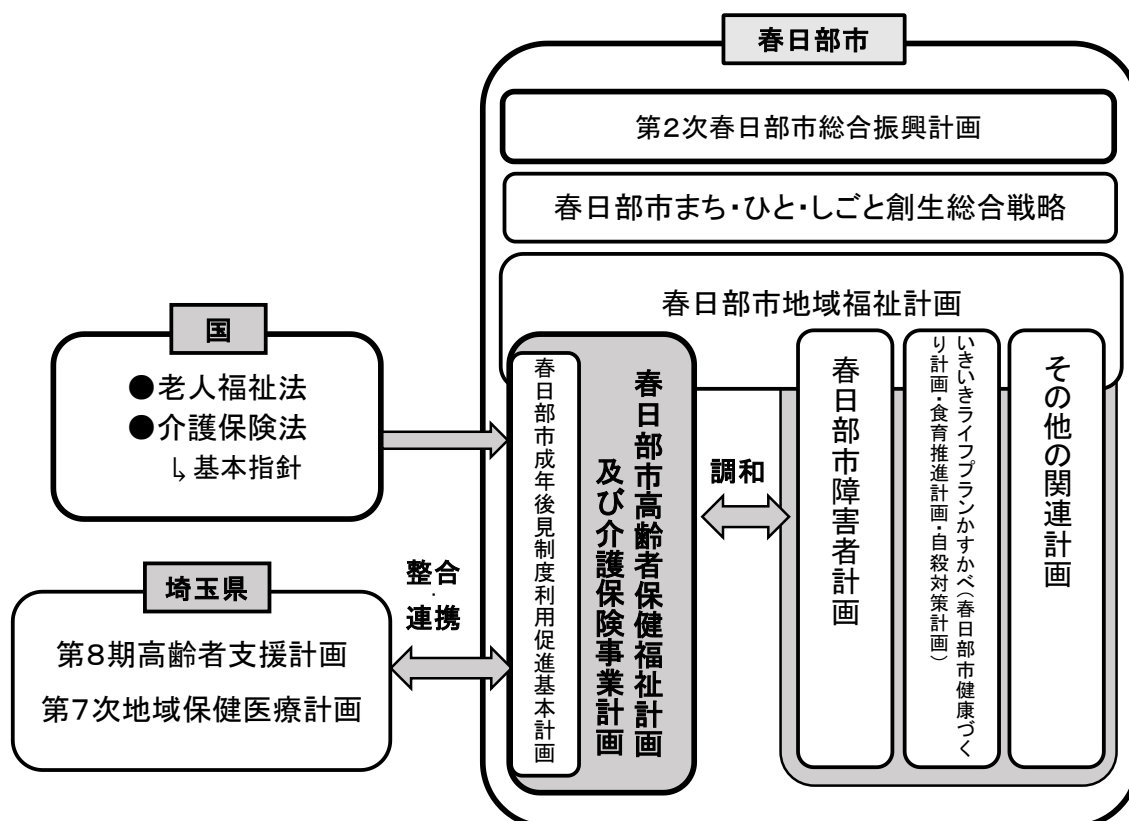 春日部市
第2次春日部市総合振興計画
春日部市まち・ひと・しごと創生総合戦略
春日部市地域福祉計画
国
●老人福祉法
●介護保険法
↳基本指針
埼玉県
第8期高齢者支援計画
第7次地域保健医療計画
整合
・
連携
春日部市高齢者保健福祉計画
及び介護保険事業計画
春日部市成年後見制度利用促進基本計画
調和
春日部市障害者計画
いきいきライフプランかすかべ(春日部市健康づく
り計画・食育推進計画・自殺対策計画)
その他の関連計画